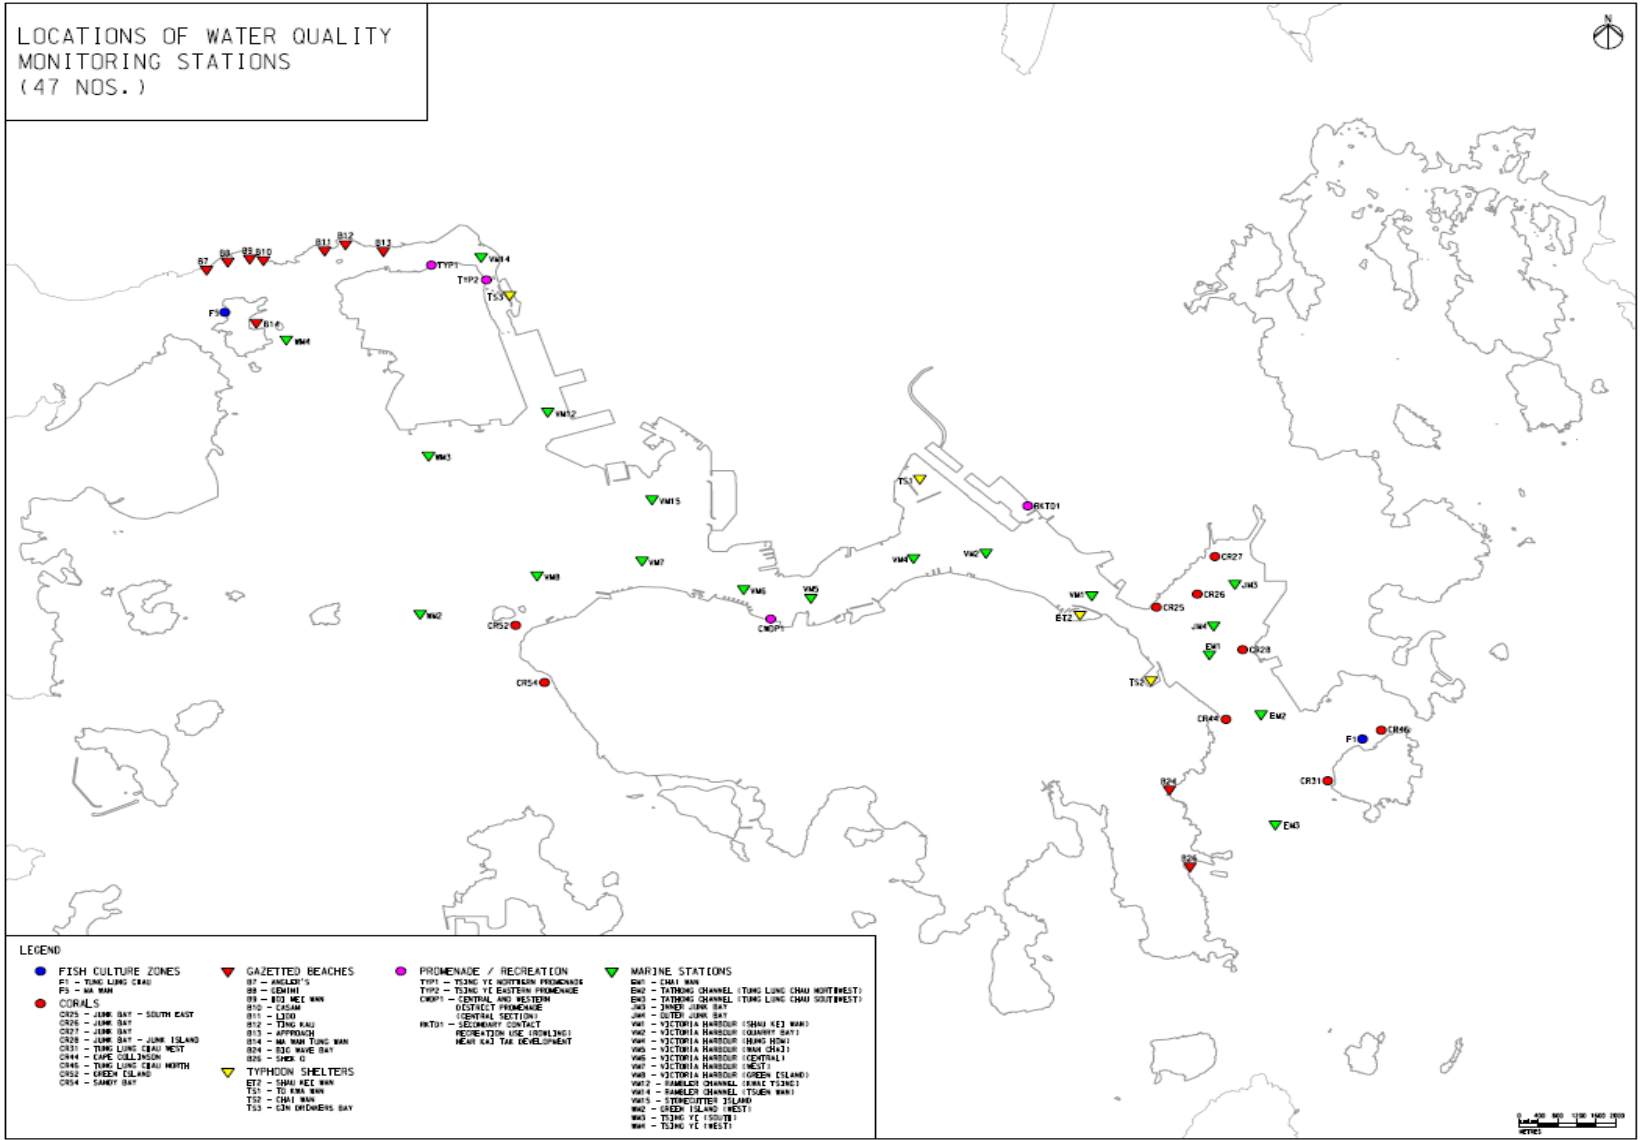 LOCATIONS OF WATER QUALITY
MONITORING STATIONS
(47 NOS.)
N
B7
B8
B9
B10
B11
B12
B13
TYP1
VM14
TYP2
TS3
F5
B14
WM4
VM12
WM3
VM15
TS1
RKTO1
VM4
VM2
VM7
VM8
VM6
VM5
CWDP1
WM2
CR52
CR54
VM1
ET2
CR25
CR27
CR26
JM3
JM4
EM1
CR28
TS2
CR44
EM2
F1
CR46
CR31
B24
EM3
B26
LEGEND
FISH CULTURE ZONES
F1 - TUNG LUNG CHAU
F5 - MA WAN
CORALS
CR25 - JUNK BAY - SOUTH EAST
CR26 - JUNK BAY
CR27 - JUNK BAY
CR28 - JUNK BAY - JUNK ISLAND
CR31 - TUNG LUNG CHAU WEST
CR44 - CAPE COLLINSON
CR46 - TUNG LUNG CHAU NORTH
CR52 - GREEN ISLAND
CR54 - SANDY BAY
GAZETTED BEACHES
B7 - ANGLER'S
B8 - GEMINI
B9 - HOI MEI WAN
B10 - CASAM
B11 - LIDO
B12 - TING KAU
B13 - APPROACH
B14 - MA WAN TUNG WAN
B24 - BIG WAVE BAY
B26 - SHEK O
TYPHOON SHELTERS
ET2 - SHAU KEI WAN
TS1 - TO KWA WAN
TS2 - CHAI WAN
TS3 - GIN DRINKERS BAY
PROMENADE / RECREATION
TYP1 - TSING YI NORTHERN PROMENADE
TYP2 - TSING YI EASTERN PROMENADE
CWDP1 - CENTRAL AND WESTERN
DISTRICT PROMENADE
(CENTRAL SECTION)
RKTO1 - SECONDARY CONTACT
RECREATION USE (ROWING)
NEAR KAI TAK DEVELOPMENT
MARINE STATIONS
EM1 - CHAI WAN
EM2 - TATHONG CHANNEL (TUNG LUNG CHAU NORTHWEST)
EM3 - TATHONG CHANNEL (TUNG LUNG CHAU SOUTHWEST)
JM3 - INNER JUNK BAY
JM4 - OUTER JUNK BAY
VM1 - VICTORIA HARBOUR (SHAU KEI WAN)
VM2 - VICTORIA HARBOUR (QUARRY BAY)
VM4 - VICTORIA HARBOUR (HUNG HOM)
VM5 - VICTORIA HARBOUR (WAN CHAI)
VM6 - VICTORIA HARBOUR (CENTRAL)
VM7 - VICTORIA HARBOUR (WEST)
VM8 - VICTORIA HARBOUR (GREEN ISLAND)
VM12 - RAMBLER CHANNEL (KWAI TSING)
VM14 - RAMBLER CHANNEL (TSUEN WAN)
VM15 - STONECUTTER ISLAND
WM2 - GREEN ISLAND (WEST)
WM3 - TSING YI (SOUTH)
WM4 - TSING YI (WEST)
0 400 800 1200 1600 2000
METRES